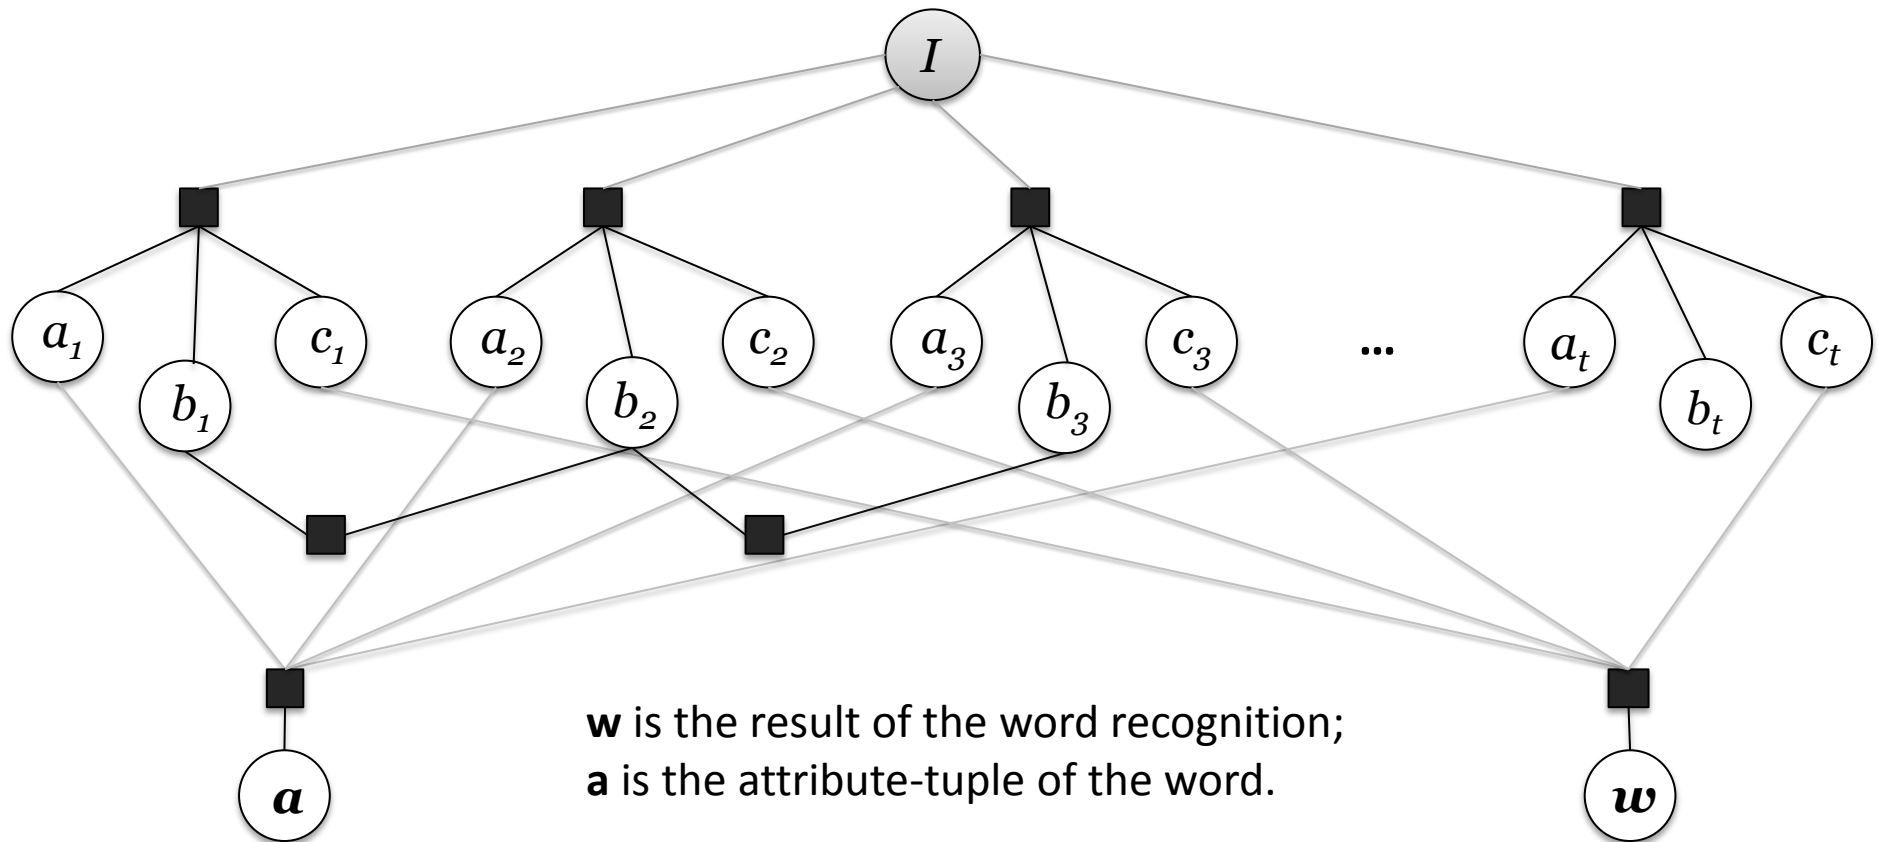 I
a₁ c₁ a₂ c₂ a₃ c₃ ... aₜ cₜ
b₁ b₂ b₃ bₜ
w is the result of the word recognition;
a is the attribute-tuple of the word.
a w